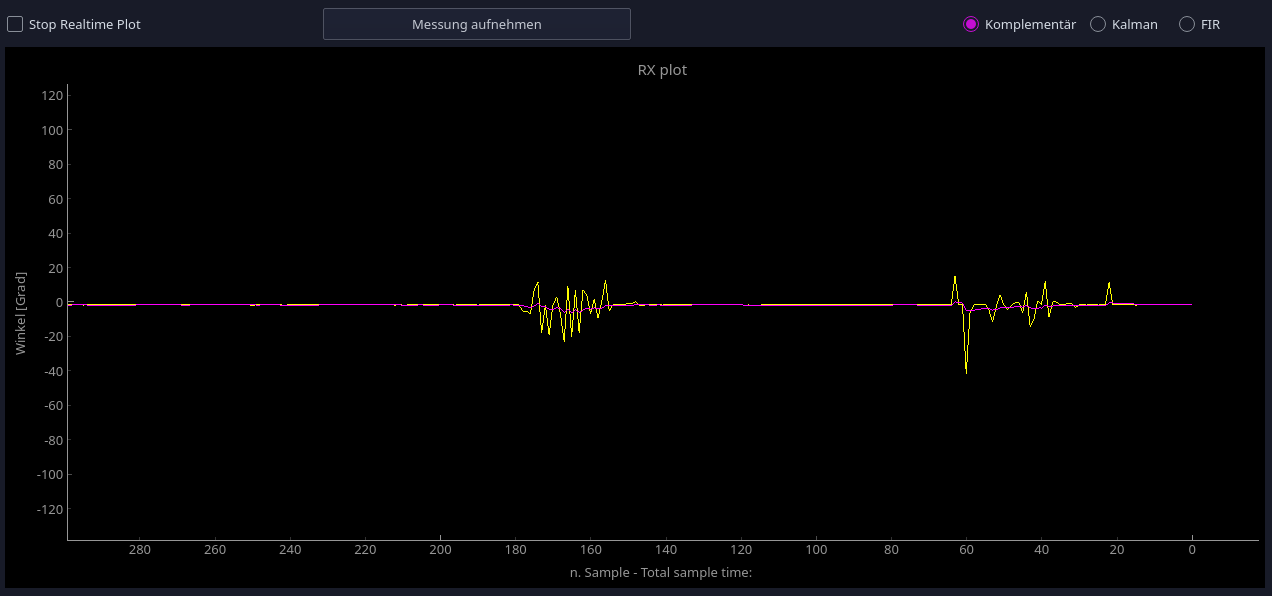 Stop Realtime Plot
Messung aufnehmen
Komplementär
Kalman
FIR
RX plot
120
100
80
60
40
20
0
-20
-40
-60
-80
-100
-120
Winkel [Grad]
280 260 240 220 200 180 160 140 120 100 80 60 40 20 0
n. Sample - Total sample time: